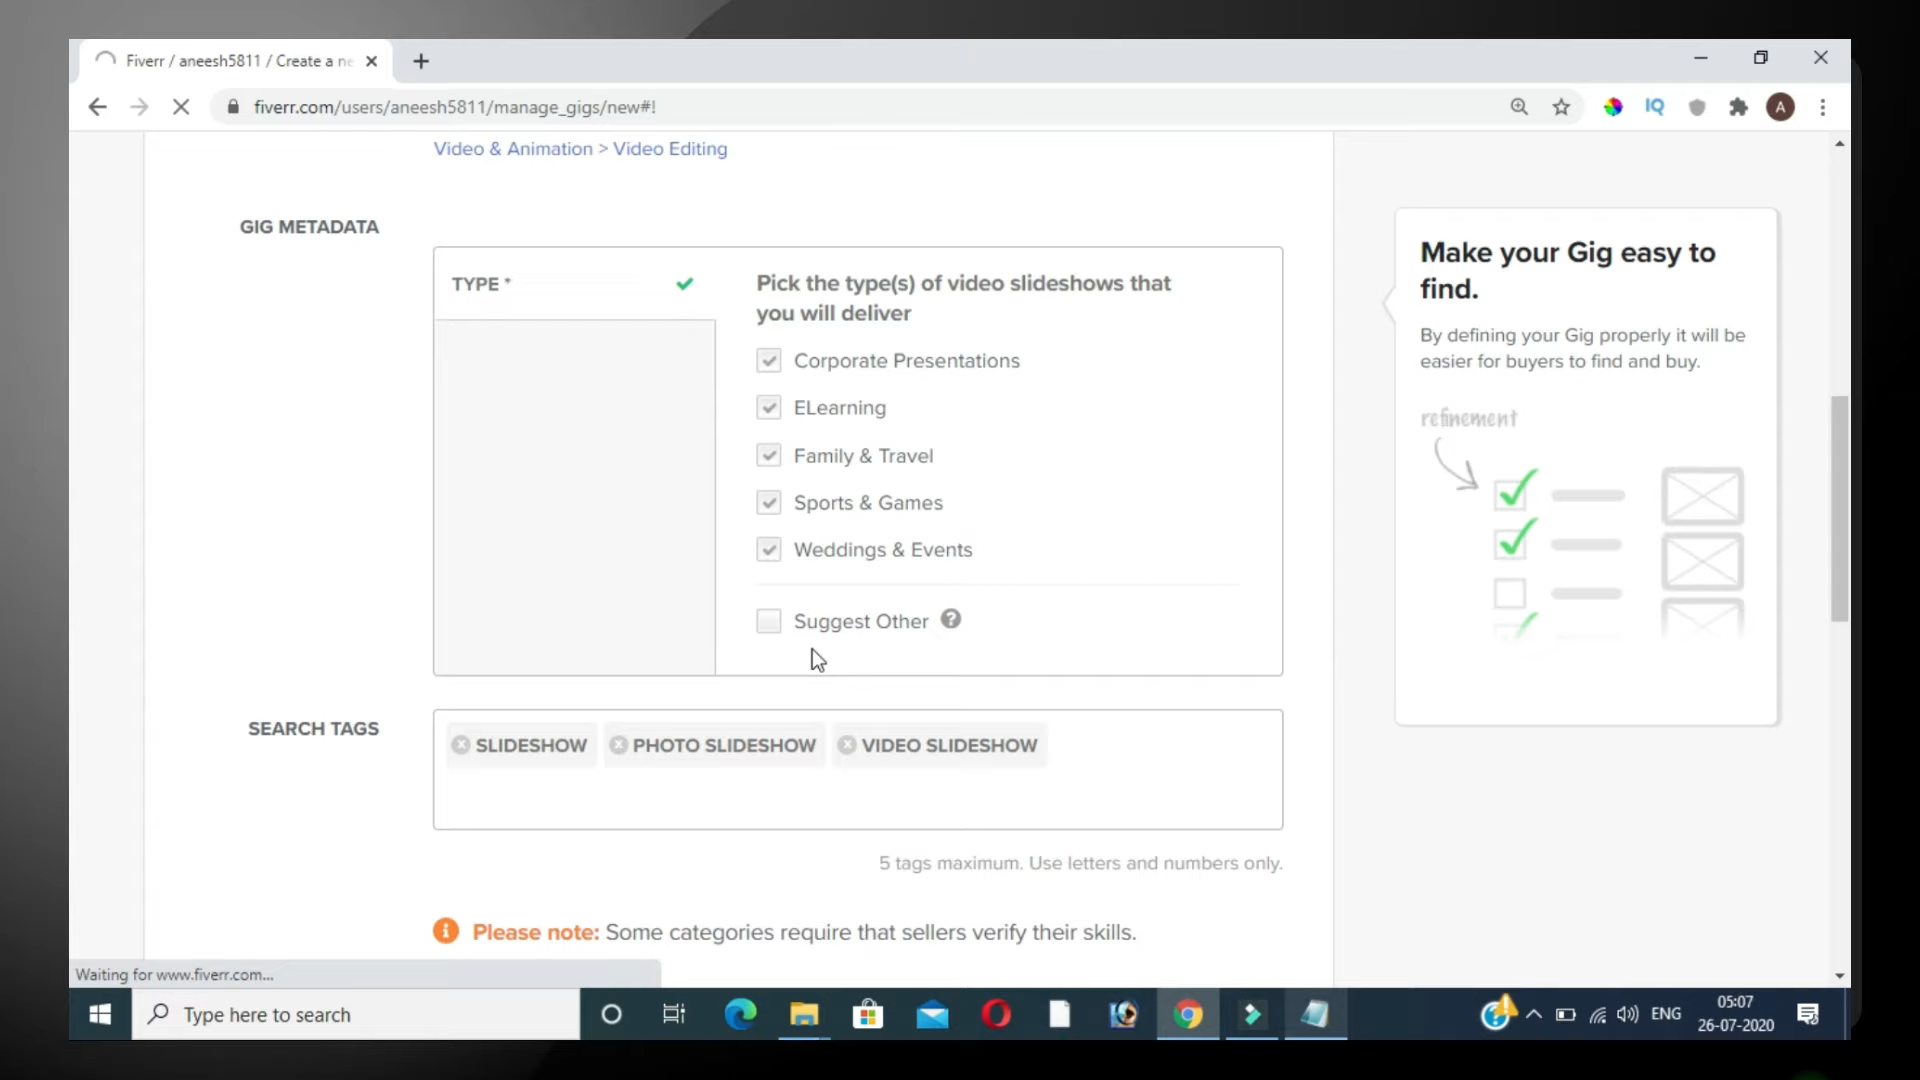 Fiverr / aneesh5811 / Create a ne
fiverr.com/users/aneesh5811/manage_gigs/new#!
IQ
A
Video & Animation > Video Editing
GIG METADATA
TYPE *
Pick the type(s) of video slideshows that
you will deliver
Corporate Presentations
ELearning
Family & Travel
Sports & Games
Weddings & Events
Suggest Other ?
SEARCH TAGS
SLIDESHOW PHOTO SLIDESHOW VIDEO SLIDESHOW
5 tags maximum. Use letters and numbers only.
Please note: Some categories require that sellers verify their skills.
Make your Gig easy to
find.
By defining your Gig properly it will be
easier for buyers to find and buy.
refinement
Waiting for www.fiverr.com...
Type here to search
ENG
05:07
26-07-2020